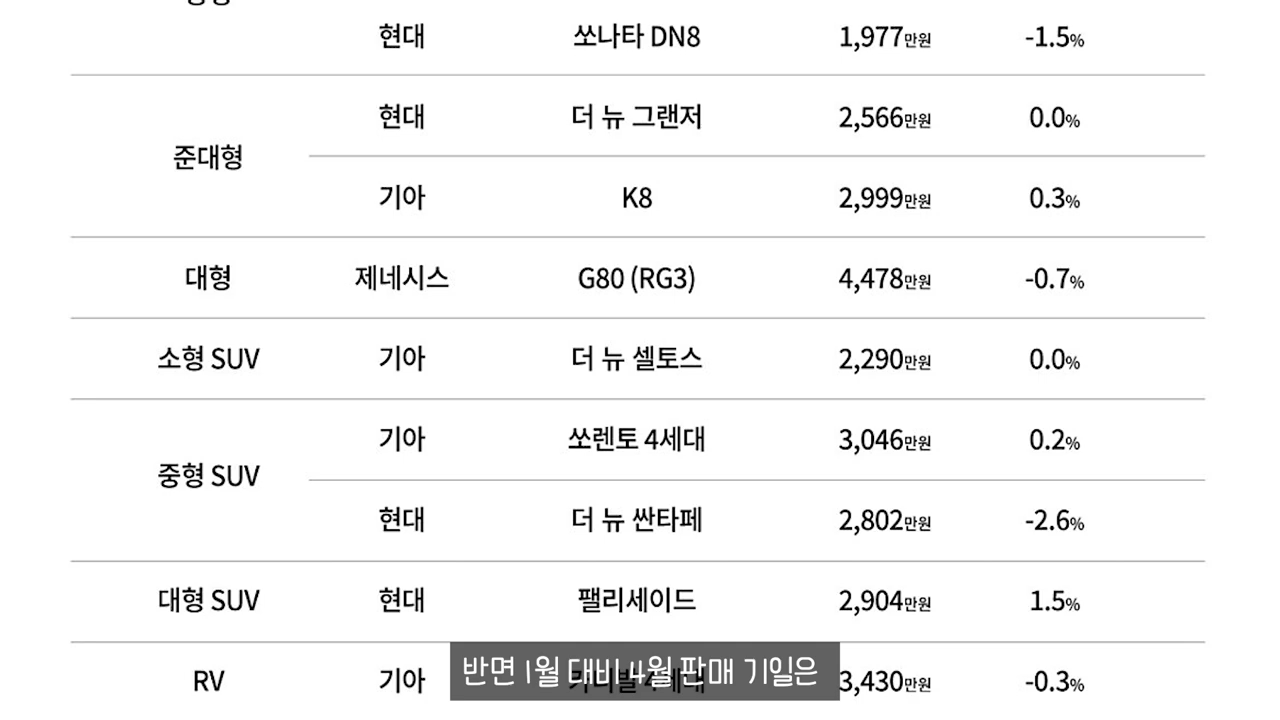 현대 쏘나타 DN8 1,977만원 -1.5%
준대형 현대 더 뉴 그랜저 2,566만원 0.0%
기아 K8 2,999만원 0.3%
대형 제네시스 G80 (RG3) 4,478만원 -0.7%
소형 SUV 기아 더 뉴 셀토스 2,290만원 0.0%
중형 SUV 기아 쏘렌토 4세대 3,046만원 0.2%
현대 더 뉴 싼타페 2,802만원 -2.6%
대형 SUV 현대 팰리세이드 2,904만원 1.5%
RV 기아 3,430만원 -0.3%
반면 1월 대비 4월 판매 기일은